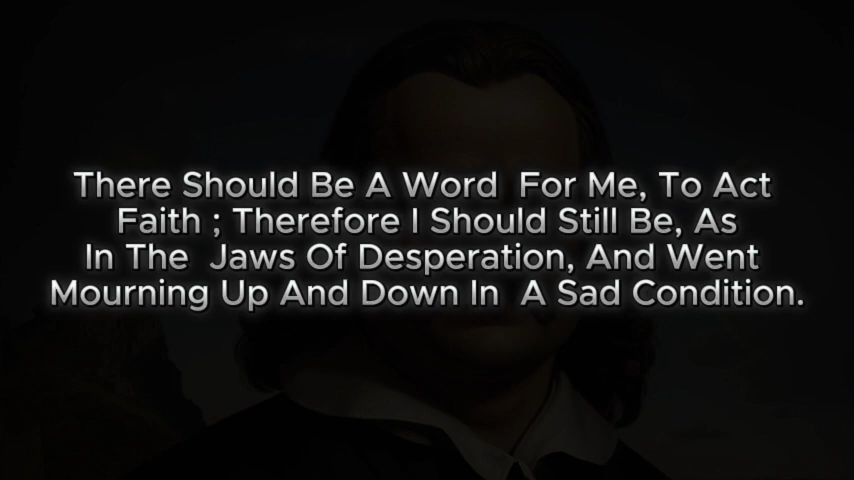 There Should Be A Word  For Me, To Act
Faith ; Therefore I Should Still Be, As
In The  Jaws Of Desperation, And Went
Mourning Up And Down In  A Sad Condition.